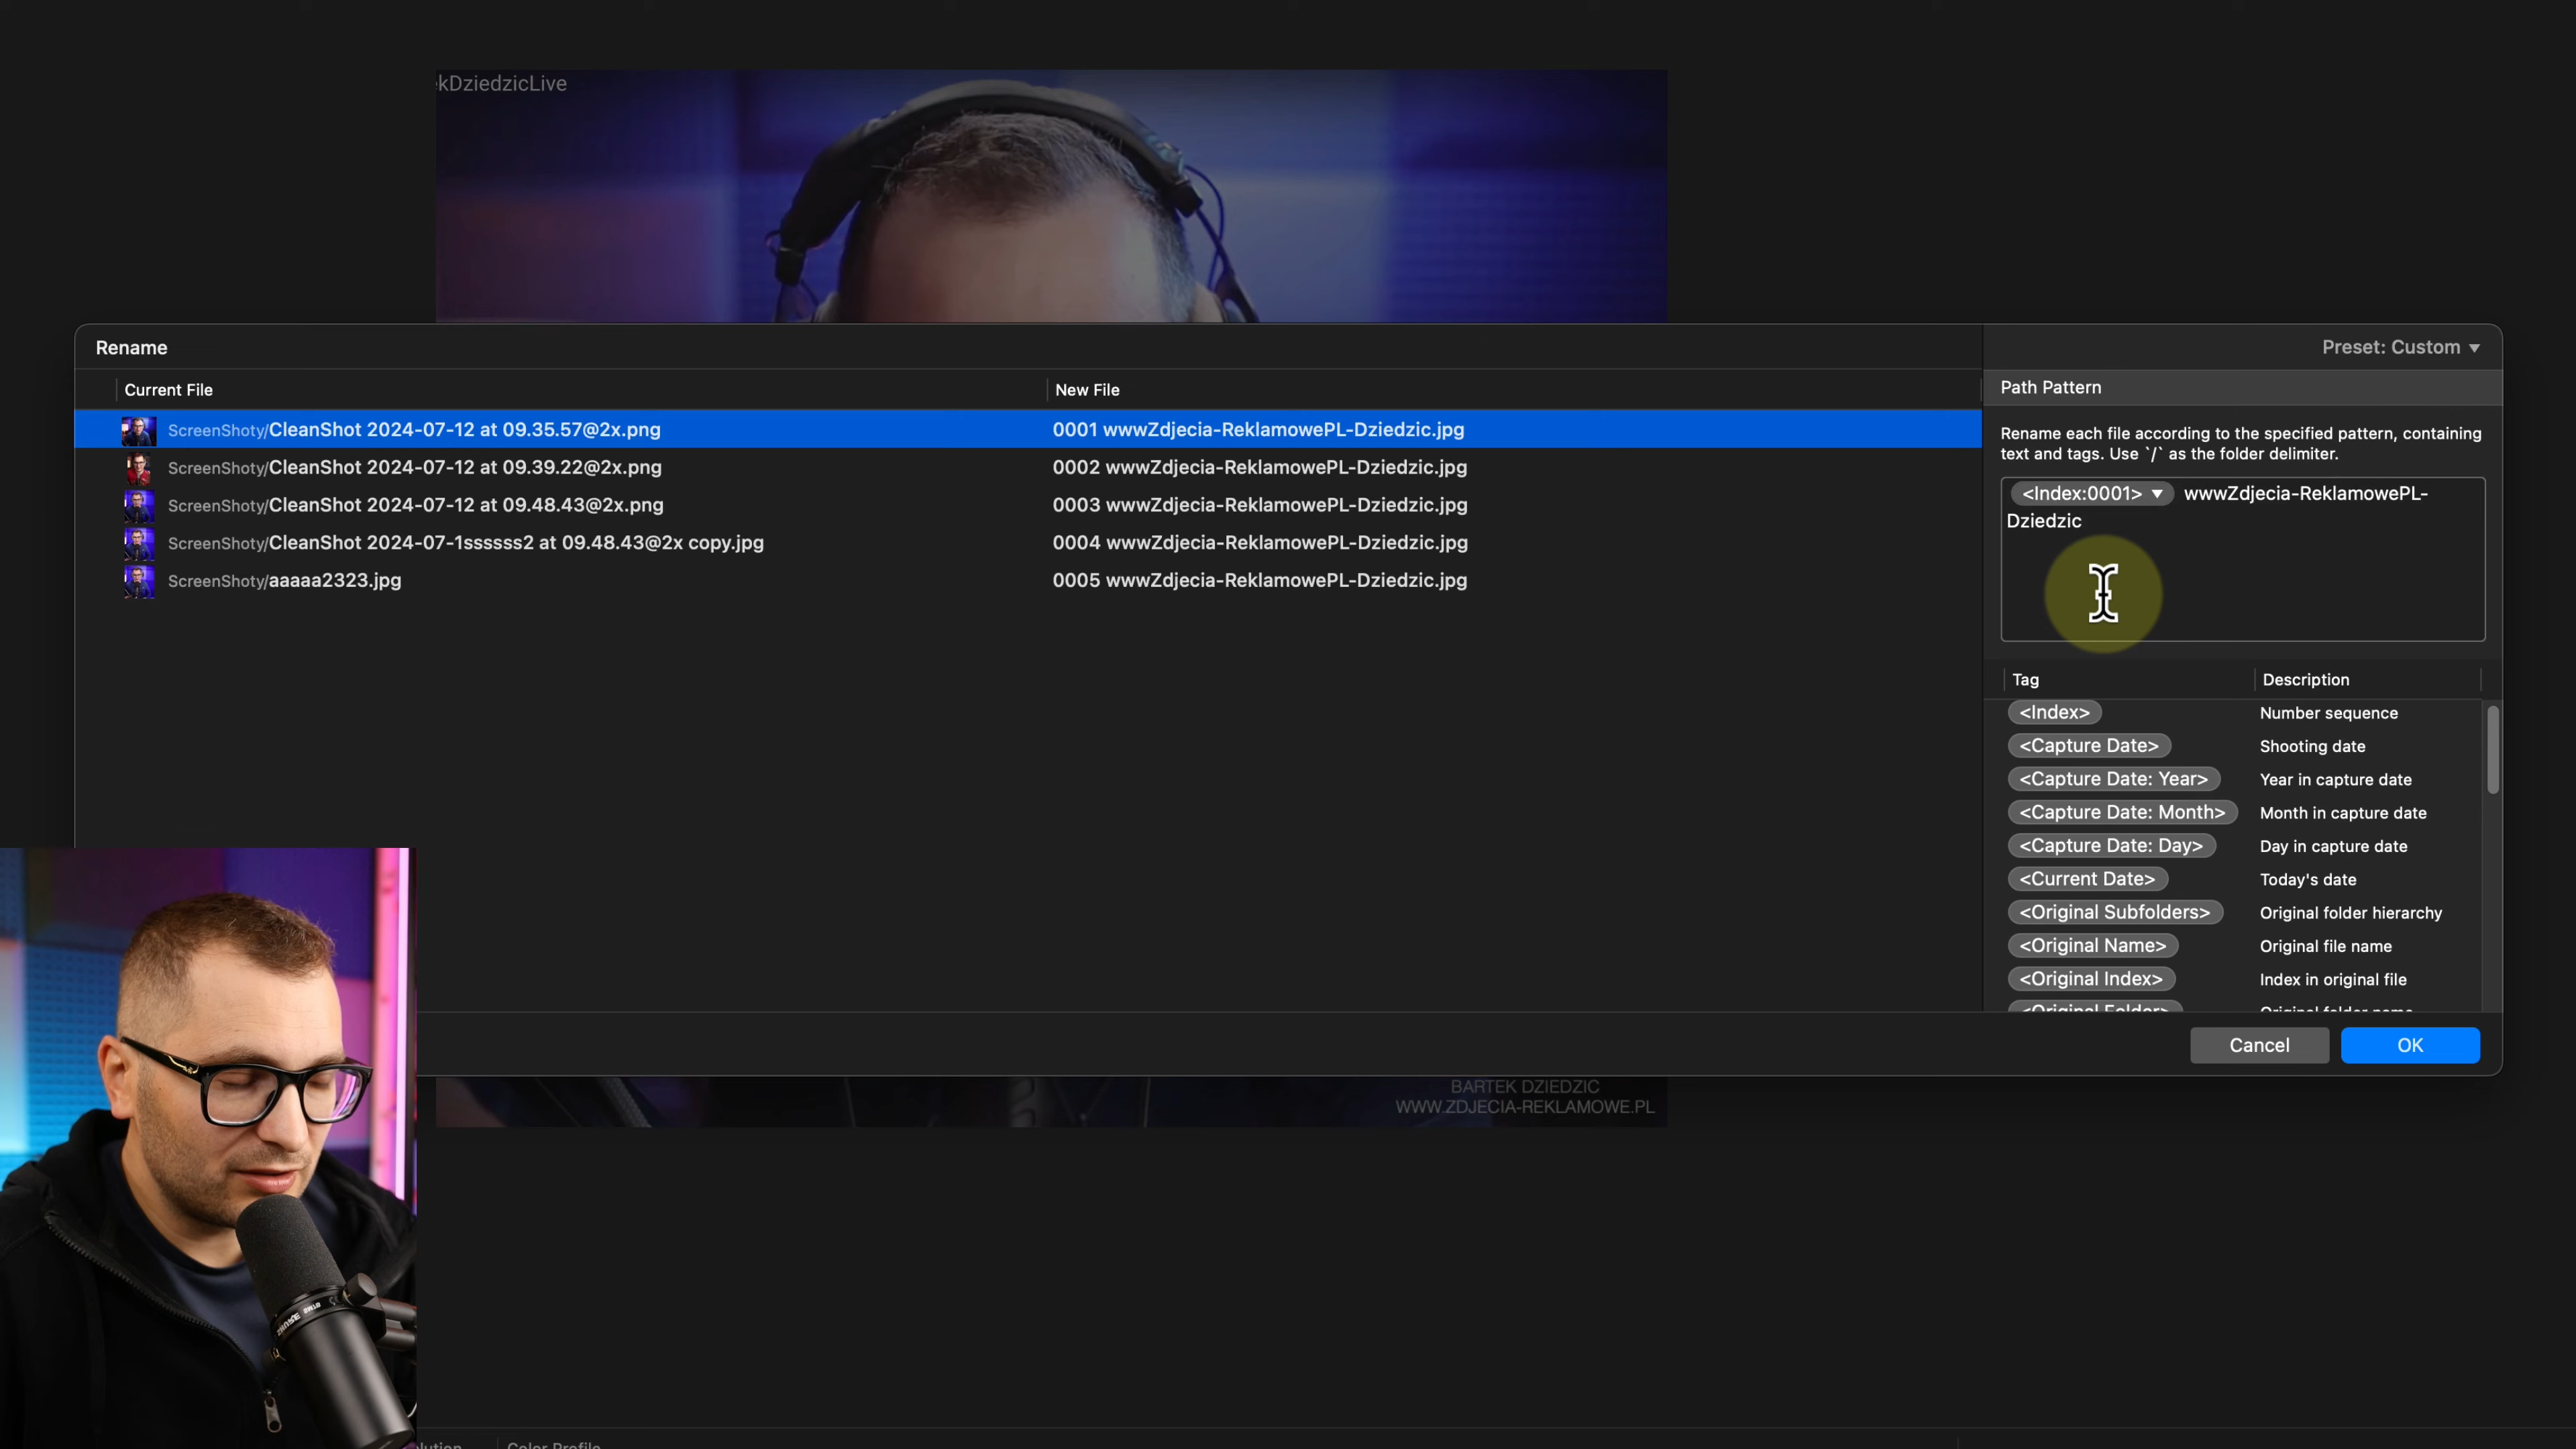 kDziedzicLive
Rename
Preset: Custom
Current File
New File
Path Pattern
ScreenShoty/CleanShot 2024-07-12 at 09.35.57@2x.png
0001 wwwZdjecia-ReklamowePL-Dziedzic.jpg
ScreenShoty/CleanShot 2024-07-12 at 09.39.22@2x.png
0002 wwwZdjecia-ReklamowePL-Dziedzic.jpg
ScreenShoty/CleanShot 2024-07-12 at 09.48.43@2x.png
0003 wwwZdjecia-ReklamowePL-Dziedzic.jpg
ScreenShoty/CleanShot 2024-07-1ssssss2 at 09.48.43@2x copy.jpg
0004 wwwZdjecia-ReklamowePL-Dziedzic.jpg
ScreenShoty/aaaaa2323.jpg
0005 wwwZdjecia-ReklamowePL-Dziedzic.jpg
Rename each file according to the specified pattern, containing
text and tags. Use `/` as the folder delimiter.
<Index:0001> wwwZdjecia-ReklamowePL-
Dziedzic
Tag
Description
<Index>
Number sequence
<Capture Date>
Shooting date
<Capture Date: Year>
Year in capture date
<Capture Date: Month>
Month in capture date
<Capture Date: Day>
Day in capture date
<Current Date>
Today's date
<Original Subfolders>
Original folder hierarchy
<Original Name>
Original file name
<Original Index>
Index in original file
<Original Folder>
Original folder name
Cancel
OK
BARTEK DZIEDZIC
WWW.ZDJECIA-REKLAMOWE.PL
Color Profile